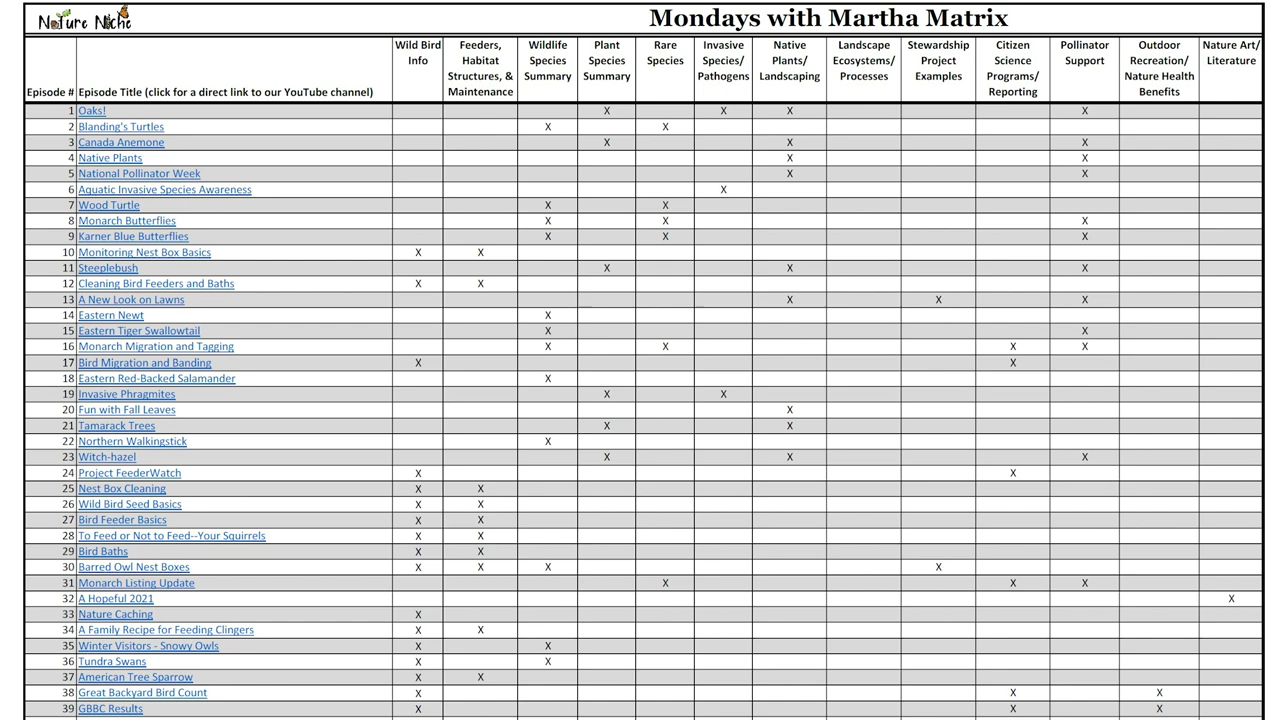 Nature Niche
Mondays with Martha Matrix
Episode # Episode Title (click for a direct link to our YouTube channel) Wild Bird Info Feeders, Habitat Structures, & Maintenance Wildlife Species Summary Plant Species Summary Rare Species Invasive Species/ Pathogens Native Plants/ Landscaping Landscape Ecosystems/ Processes Stewardship Project Examples Citizen Science Programs/ Reporting Pollinator Support Outdoor Recreation/ Nature Health Benefits Nature Art/ Literature
1 Oaks! X X X X
2 Blanding's Turtles X X
3 Canada Anemone X X X
4 Native Plants X X
5 National Pollinator Week X X
6 Aquatic Invasive Species Awareness X
7 Wood Turtle X X
8 Monarch Butterflies X X X
9 Karner Blue Butterflies X X X
10 Monitoring Nest Box Basics X X
11 Steeplebush X X X
12 Cleaning Bird Feeders and Baths X X
13 A New Look on Lawns X X X
14 Eastern Newt X
15 Eastern Tiger Swallowtail X X
16 Monarch Migration and Tagging X X X X
17 Bird Migration and Banding X X
18 Eastern Red-Backed Salamander X
19 Invasive Phragmites X X
20 Fun with Fall Leaves X
21 Tamarack Trees X X
22 Northern Walkingstick X
23 Witch-hazel X X X
24 Project FeederWatch X X
25 Nest Box Cleaning X X
26 Wild Bird Seed Basics X X
27 Bird Feeder Basics X X
28 To Feed or Not to Feed--Your Squirrels X X
29 Bird Baths X X
30 Barred Owl Nest Boxes X X X X
31 Monarch Listing Update X X X
32 A Hopeful 2021 X
33 Nature Caching X
34 A Family Recipe for Feeding Clingers X X
35 Winter Visitors - Snowy Owls X X
36 Tundra Swans X X
37 American Tree Sparrow X X
38 Great Backyard Bird Count X X X
39 GBBC Results X X X